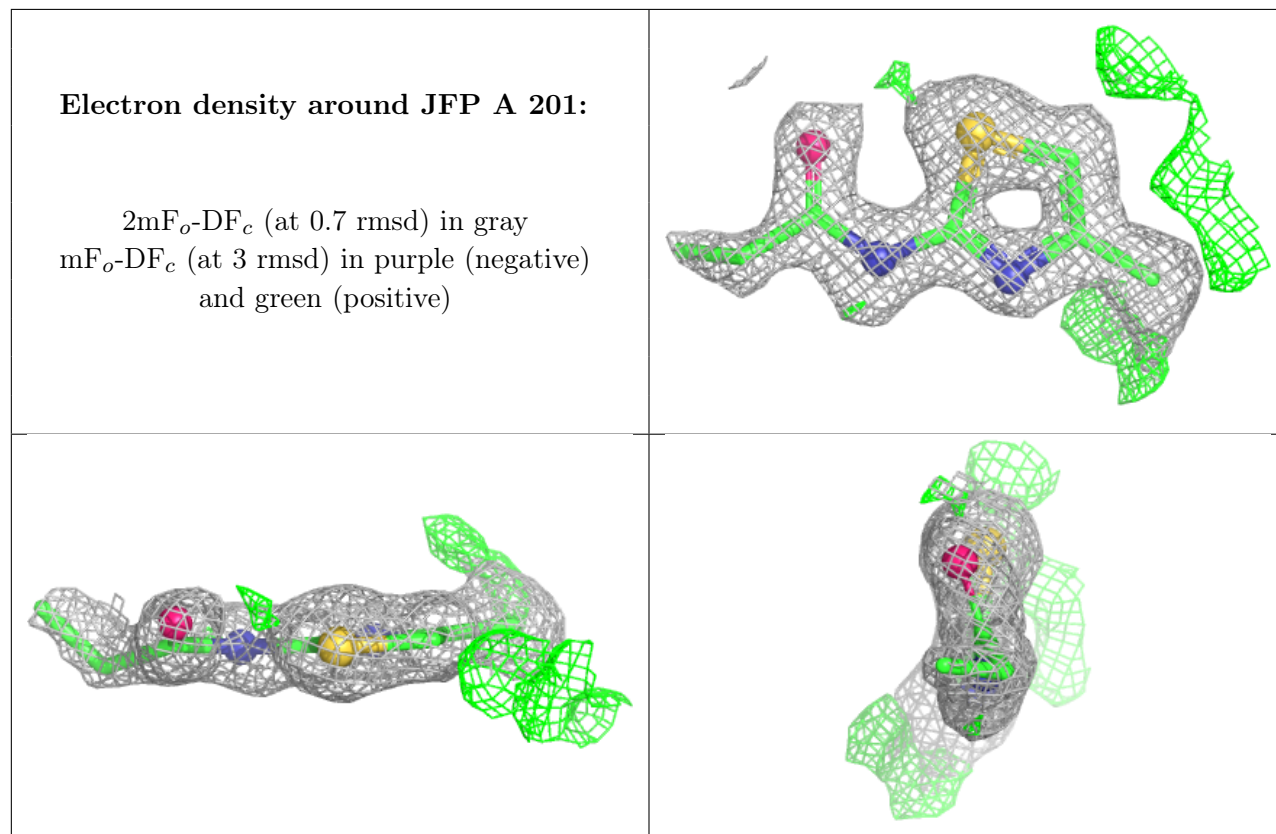 Electron density around JFP A 201:
2mFo-DFc (at 0.7 rmsd) in gray
mFo-DFc (at 3 rmsd) in purple (negative)
and green (positive)